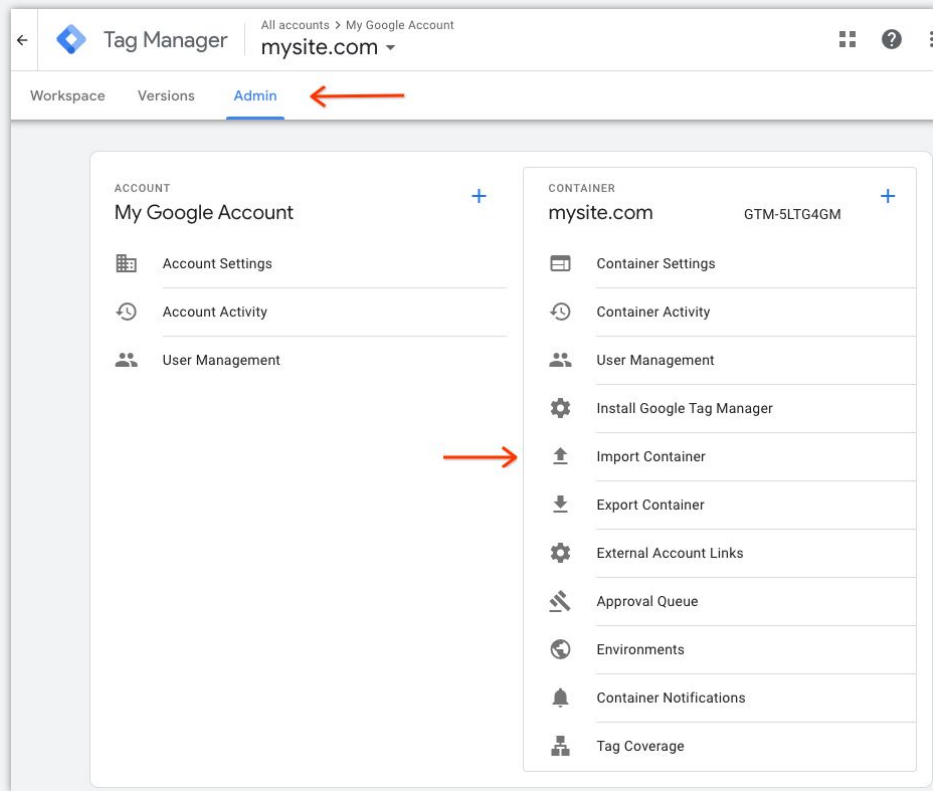 All accounts > My Google Account
Tag Manager
mysite.com
Workspace Versions Admin
ACCOUNT
My Google Account
Account Settings
Account Activity
User Management
CONTAINER
mysite.com GTM-5LTG4GM
Container Settings
Container Activity
User Management
Install Google Tag Manager
Import Container
Export Container
External Account Links
Approval Queue
Environments
Container Notifications
Tag Coverage